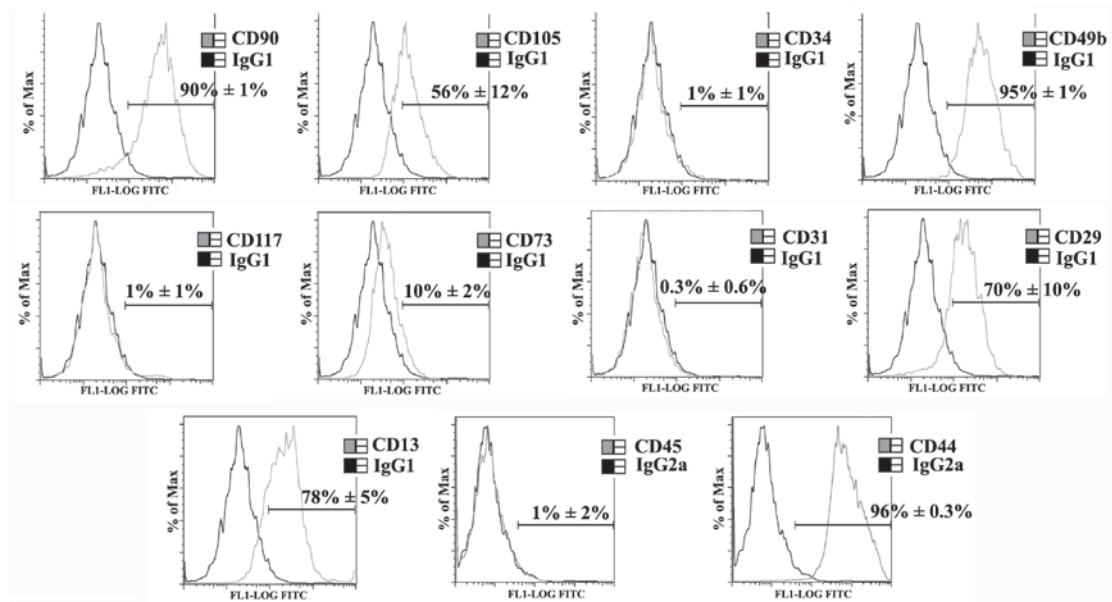 % of Max
CD90
IgG1
90% ± 1%
FL1-LOG FITC
% of Max
CD105
IgG1
56% ± 12%
FL1-LOG FITC
% of Max
CD34
IgG1
1% ± 1%
FL1-LOG FITC
% of Max
CD49b
IgG1
95% ± 1%
FL1-LOG FITC
% of Max
CD117
IgG1
1% ± 1%
FL1-LOG FITC
% of Max
CD73
IgG1
10% ± 2%
FL1-LOG FITC
% of Max
CD31
IgG1
0.3% ± 0.6%
FL1-LOG FITC
% of Max
CD29
IgG1
70% ± 10%
FL1-LOG FITC
% of Max
CD13
IgG1
78% ± 5%
FL1-LOG FITC
% of Max
CD45
IgG2a
1% ± 2%
FL1-LOG FITC
% of Max
CD44
IgG2a
96% ± 0.3%
FL1-LOG FITC